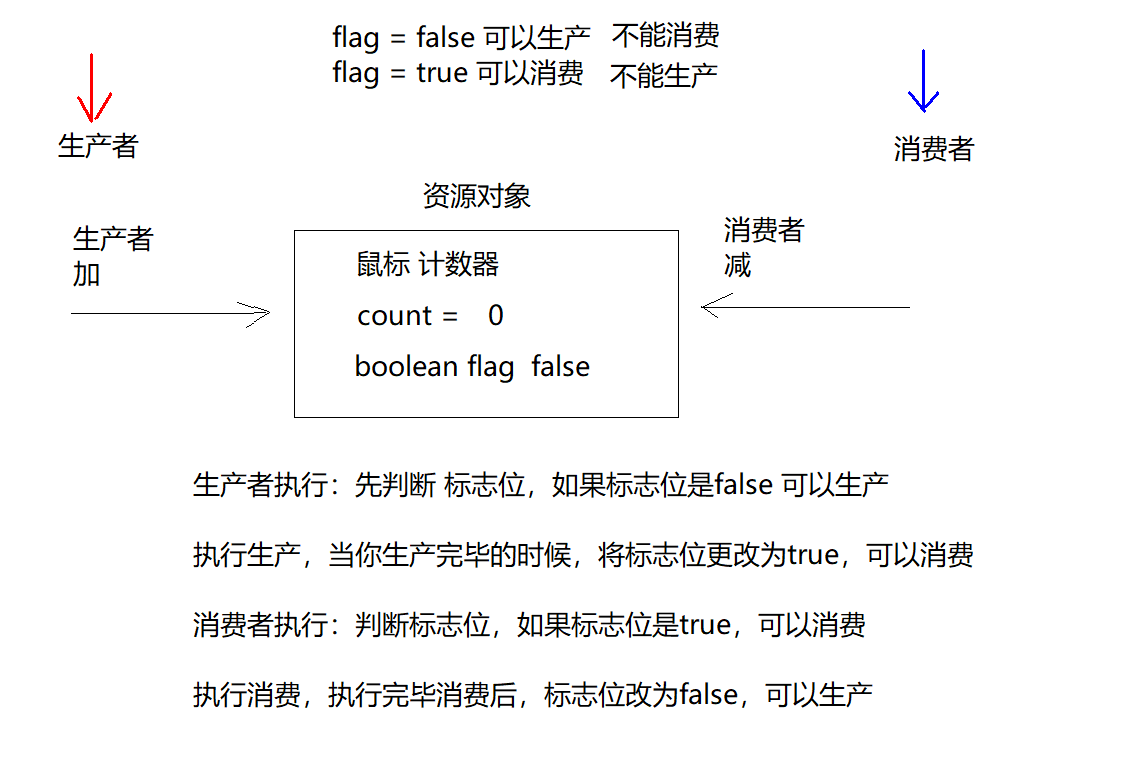 flag = false 可以生产 不能消费
flag = true 可以消费 不能生产
生产者
消费者
资源对象
生产者
加
消费者
减
鼠标 计数器
count = 0
boolean flag false
生产者执行：先判断 标志位，如果标志位是false 可以生产
执行生产，当你生产完毕的时候，将标志位更改为true，可以消费
消费者执行：判断标志位，如果标志位是true，可以消费
执行消费，执行完毕消费后，标志位改为false，可以生产